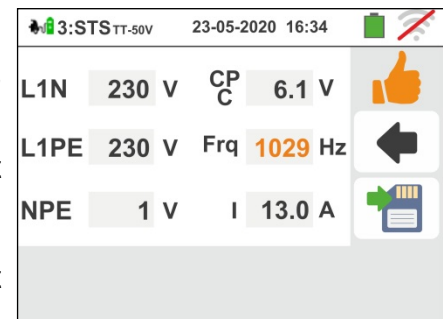 3:STS TT-50V 23-05-2020 16:34
L1N 230 V CP C 6.1 V
L1PE 230 V Frq 1029 Hz
NPE 1 V I 13.0 A